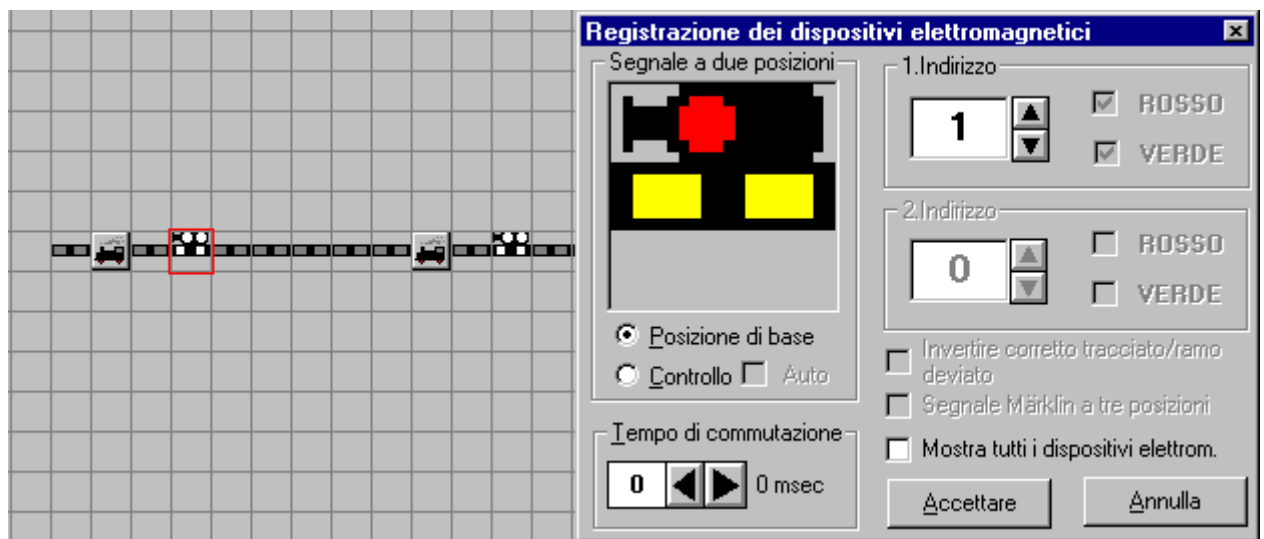 Registrazione dei dispositivi elettromagnetici
Segnale a due posizioni
Posizione di base
Controllo Auto
Tempo di commutazione
0 0 msec
1.Indirizzo
1
ROSSO
VERDE
2.Indirizzo
0
ROSSO
VERDE
Invertire corretto tracciato/ramo
deviato
Segnale Märklin a tre posizioni
Mostra tutti i dispositivi elettrom.
Accettare Annulla